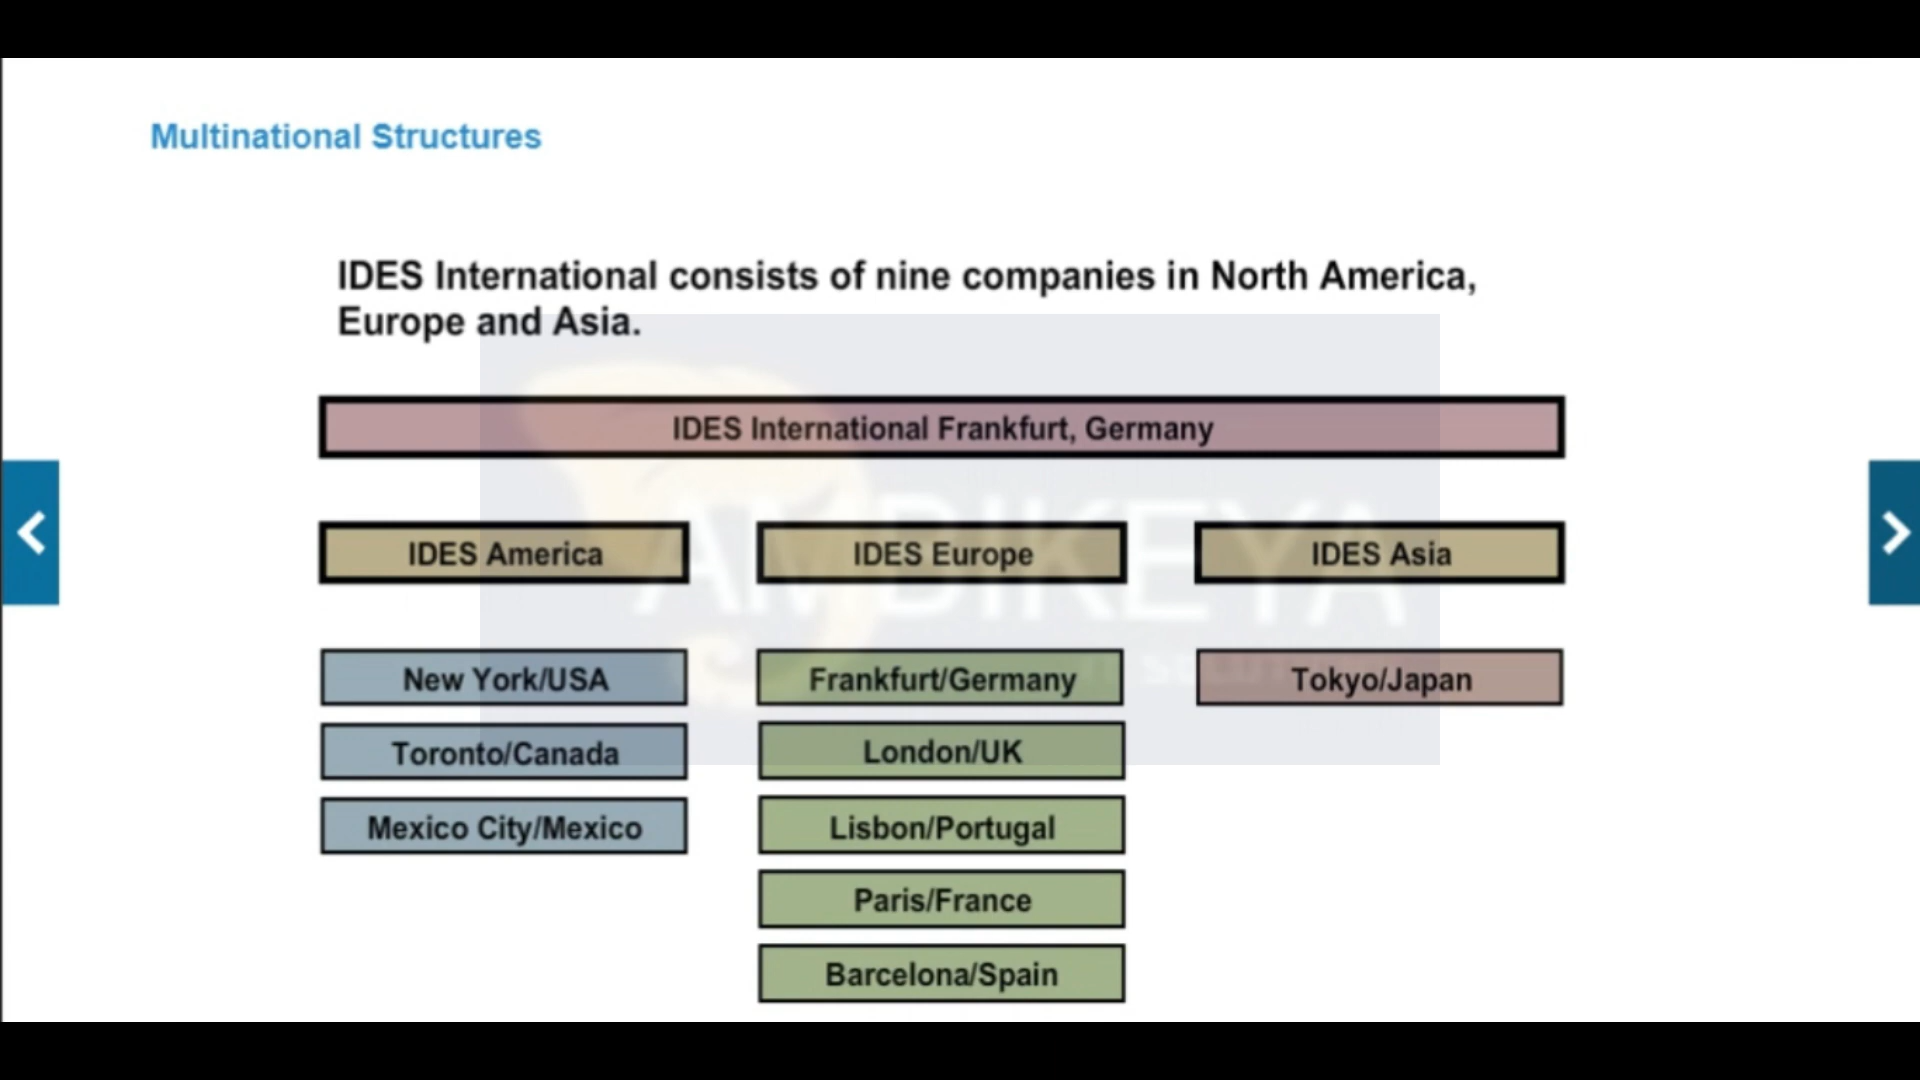 Multinational Structures
IDES International consists of nine companies in North America,
Europe and Asia.
IDES International Frankfurt, Germany
IDES America
IDES Europe
IDES Asia
New York/USA
Frankfurt/Germany
Tokyo/Japan
Toronto/Canada
London/UK
Mexico City/Mexico
Lisbon/Portugal
Paris/France
Barcelona/Spain
AMBIKEYA